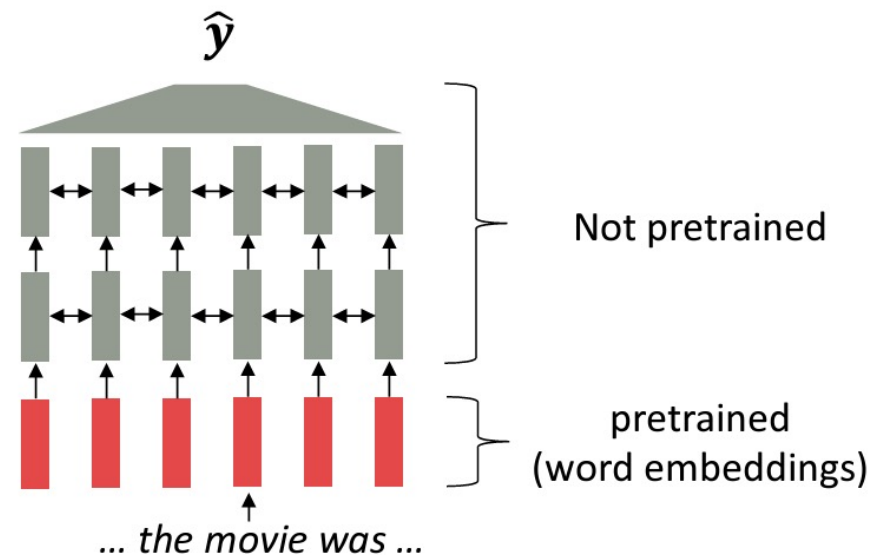 ŷ
Not pretrained
pretrained
(word embeddings)
... the movie was ...